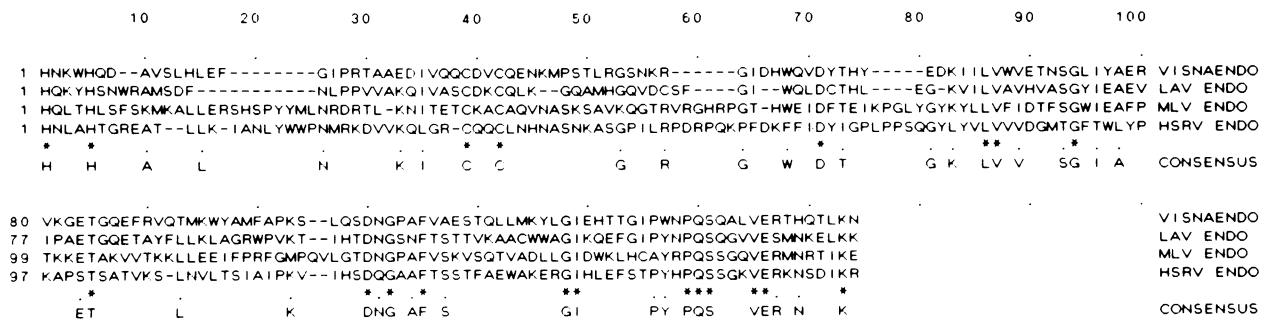 10 20 30 40 50 60 70 80 90 100
1 HNKWHQD--AVSLHLEF--------GIPRTAAEDIVQQCDVCQENKMPSTLRGSNKR-----GIDHWQVDYTHY-----EDKIILVWVETNSGLIYAER VISNAENDO
1 HQKYHSNWRAMSDF-----------NLPPVVAKQIVASCDKCQLK--GQAMHGQVDCSF-----GIWQLDCTHL-----EG-KVILVAVHVASGYIEAEV LAV ENDO
1 HQLTHLSFSKMKALLERSHSPYYMLNRDRTL-KNITETCKACAQVNASKSAVKQGTRVRGHRPGT-HWEIDFTEIKPGLYGYKYLLVFIDTFSGWIEAFP MLV ENDO
1 HNLAHTGREAT--LLK-IANLYWWPNMRKDVVKQLGR-CQQCLNHNASNKASGPILRPDRPQKPFDKFFIDYIGPLPPSQGYLYVLVVVDGMTGFTWLYP HSRV ENDO
* * * * * ** *
H H A L N K I C C G R G W D T G K LV V SG I A CONSENSUS
80 VKGETGQEFRVQTMKWYAMFAPKS--LQSDNGPAFVAESTQLLMKYLGIEHTTGIPWNPQSQALVERTHQTLKN VISNAENDO
77 IPAETGQETAYFLLKLAGRWPVKT--IHTDNGSNFTSTTVKAACWWAGIKQEFGIPYNPQSQGVVESMNKELKK LAV ENDO
99 TKKETAKVVTKKLLEEIFPRFGMPQVLGTDNGPAFVSKVSQTVADLLGIDWKLHCAYRPQSSGQVERMNRTIKE MLV ENDO
97 KAPSTSATVKS-LNVLTSIAIPKV--IHSDQGAAFTSSTFAEWAKERGIHLEFSTPYHPQSSGKVERKNSDIKR HSRV ENDO
* * * * ** *** ** *
ET L K DNG AF S GI PY PQS VER N K CONSENSUS